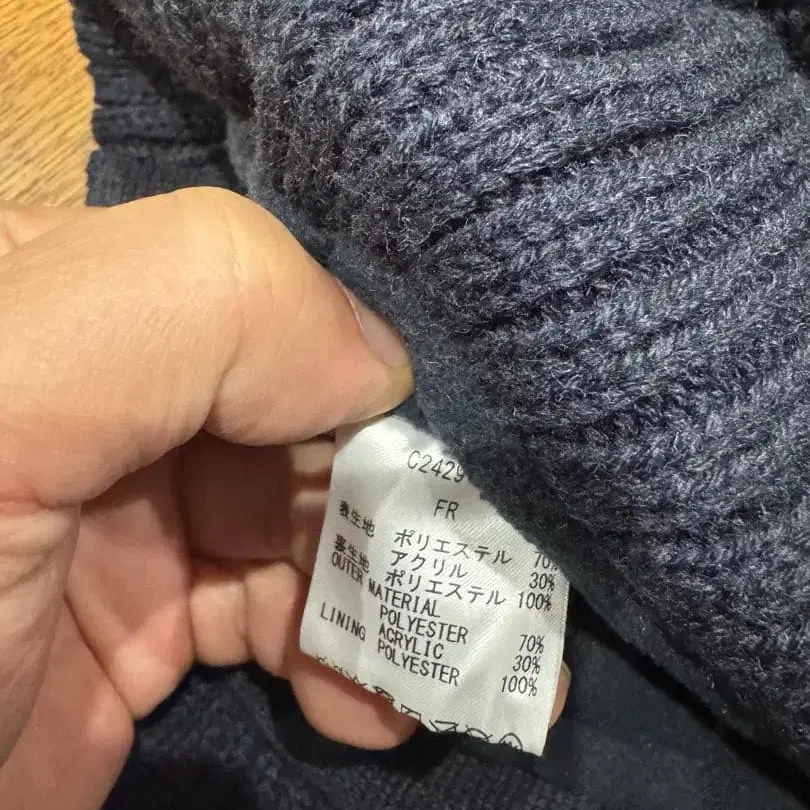 C2429
FR
表生地 ポリエステル 70%
アクリル 30%
裏生地 ポリエステル 100%
OUTER MATERIAL
POLYESTER 70%
ACRYLIC 30%
LINING POLYESTER 100%